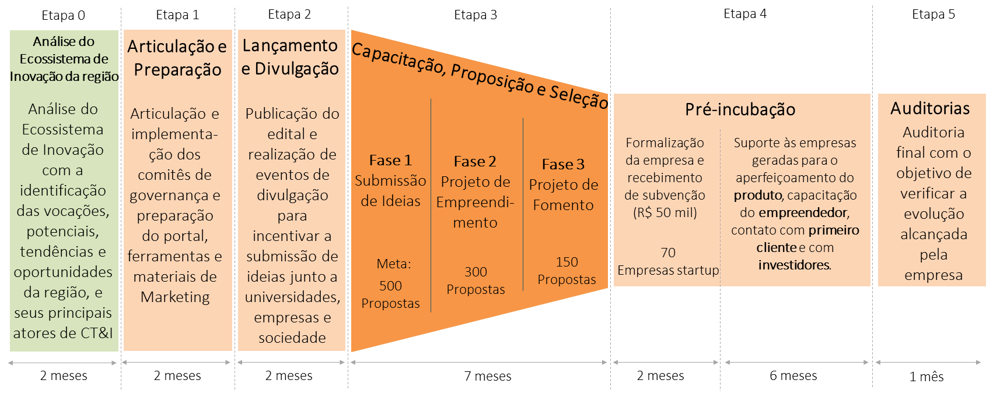 Etapa 0
Análise do
Ecossistema de
Inovação da região
Análise do
Ecossistema
de Inovação
com a
identificação
das vocações,
potenciais,
tendências e
oportunidades
da região, e
seus principais
atores de CT&I
2 meses
Etapa 1
Articulação e
Preparação
Articulação e
implementa-
ção dos
comitês de
governança e
preparação
do portal,
ferramentas e
materiais de
Marketing
2 meses
Etapa 2
Lançamento
e Divulgação
Publicação do
edital e
realização de
eventos de
divulgação
para
incentivar a
submissão de
ideias junto a
universidades,
empresas e
sociedade
2 meses
Etapa 3
Capacitação, Proposição e Seleção
Fase 1
Submissão
de Ideias
Meta:
500
Propostas
Fase 2
Projeto de
Empreendi-
mento
300
Propostas
Fase 3
Projeto de
Fomento
150
Propostas
7 meses
Etapa 4
Pré-incubação
Formalização
da empresa e
recebimento
de subvenção
(R$ 50 mil)
70
Empresas startup
2 meses
Suporte às empresas
geradas para o
aperfeiçoamento do
produto, capacitação
do empreendedor,
contato com primeiro
cliente e com
investidores.
6 meses
Etapa 5
Auditorias
Auditoria
final com o
objetivo de
verificar a
evolução
alcançada
pela
empresa
1 mês